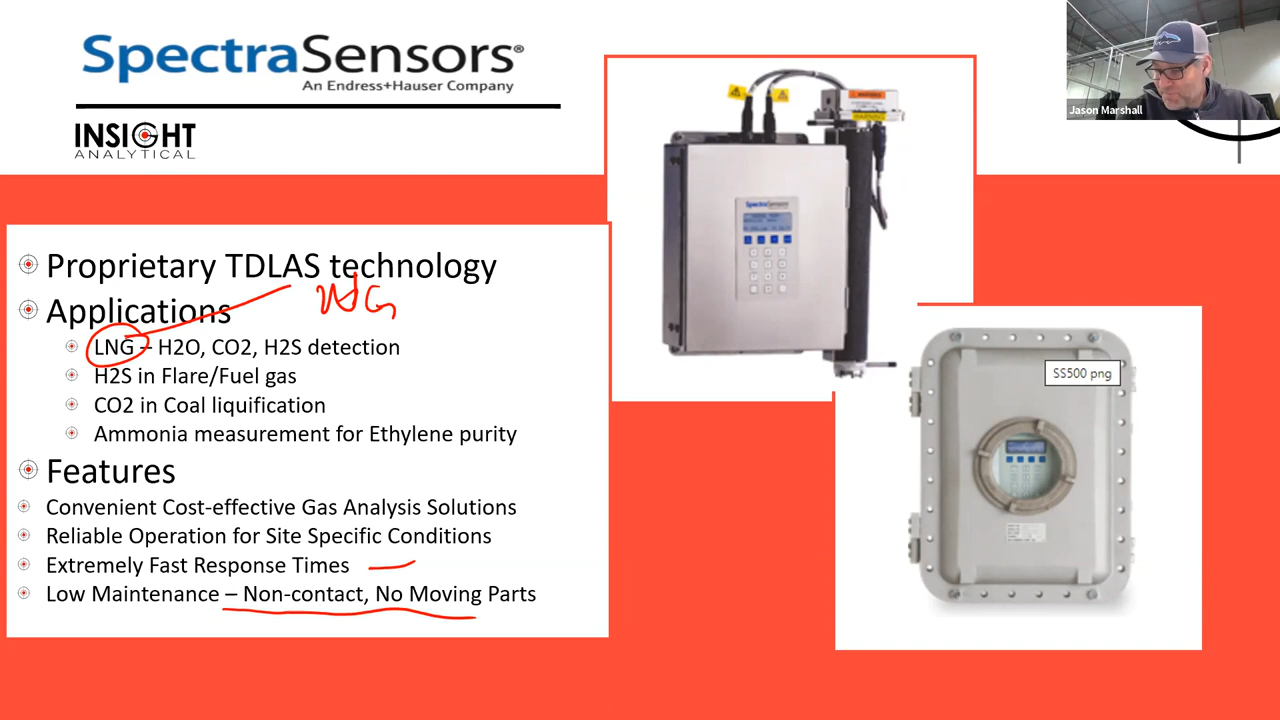 SpectraSensors®
An Endress+Hauser Company
INSIGHT
ANALYTICAL
Jason Marshall
SpectraSensors
WARNING
SS500 png
Proprietary TDLAS technology
NG
Applications
LNG – H2O, CO2, H2S detection
H2S in Flare/Fuel gas
CO2 in Coal liquification
Ammonia measurement for Ethylene purity
Features
Convenient Cost-effective Gas Analysis Solutions
Reliable Operation for Site Specific Conditions
Extremely Fast Response Times
Low Maintenance – Non-contact, No Moving Parts